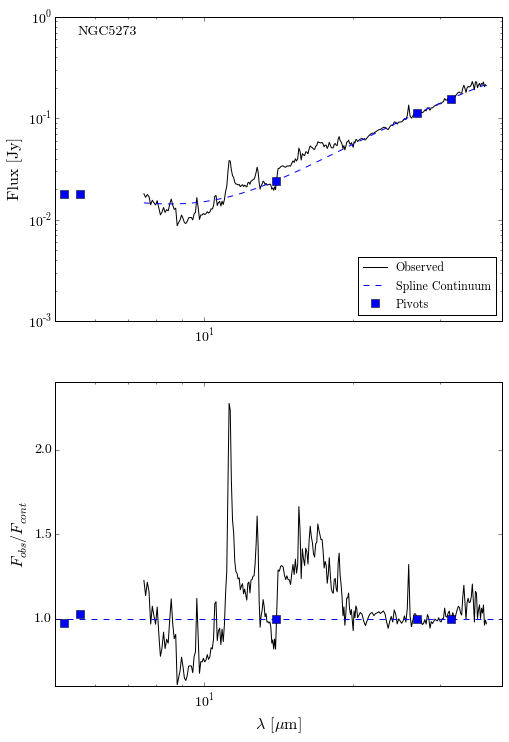 NGC5273
10⁰
10⁻¹
10⁻²
10⁻³
Flux [Jy]
Observed
Spline Continuum
Pivots
10¹
2.0
1.5
1.0
F_obs/F_cont
10¹
λ [μm]